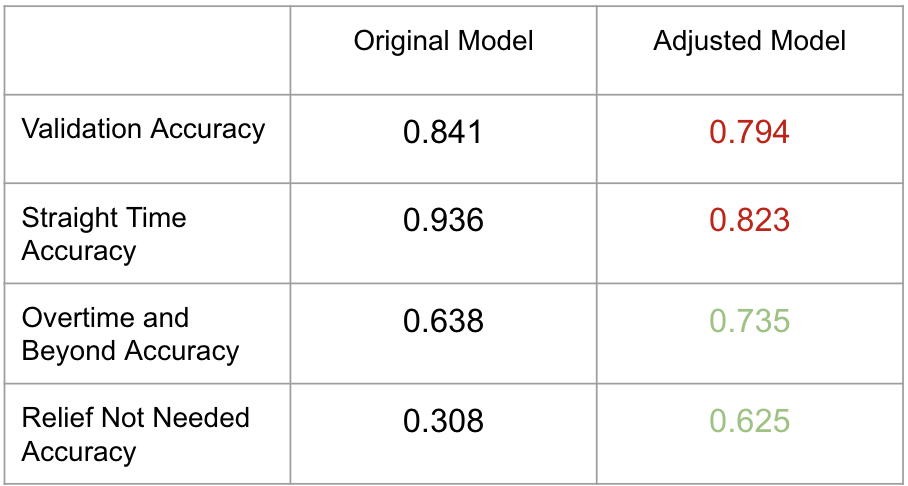 Original Model
Adjusted Model
Validation Accuracy
0.841
0.794
Straight Time
Accuracy
0.936
0.823
Overtime and
Beyond Accuracy
0.638
0.735
Relief Not Needed
Accuracy
0.308
0.625